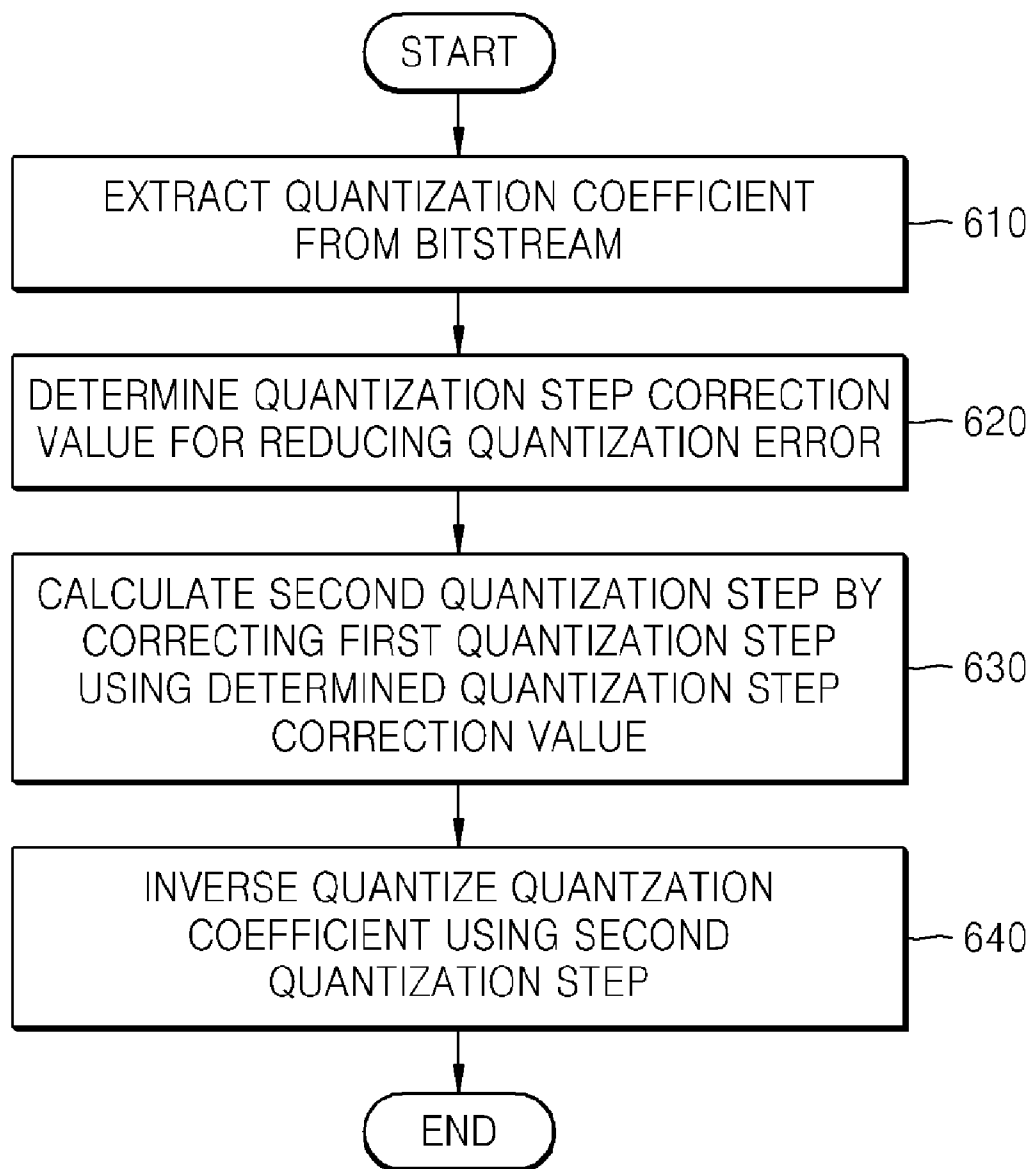 START
EXTRACT QUANTIZATION COEFFICIENT
FROM BITSTREAM
610
DETERMINE QUANTIZATION STEP CORRECTION
VALUE FOR REDUCING QUANTIZATION ERROR
620
CALCULATE SECOND QUANTIZATION STEP BY
CORRECTING FIRST QUANTIZATION STEP
USING DETERMINED QUANTIZATION STEP
CORRECTION VALUE
630
INVERSE QUANTIZE QUANTZATION
COEFFICIENT USING SECOND
QUANTIZATION STEP
640
END